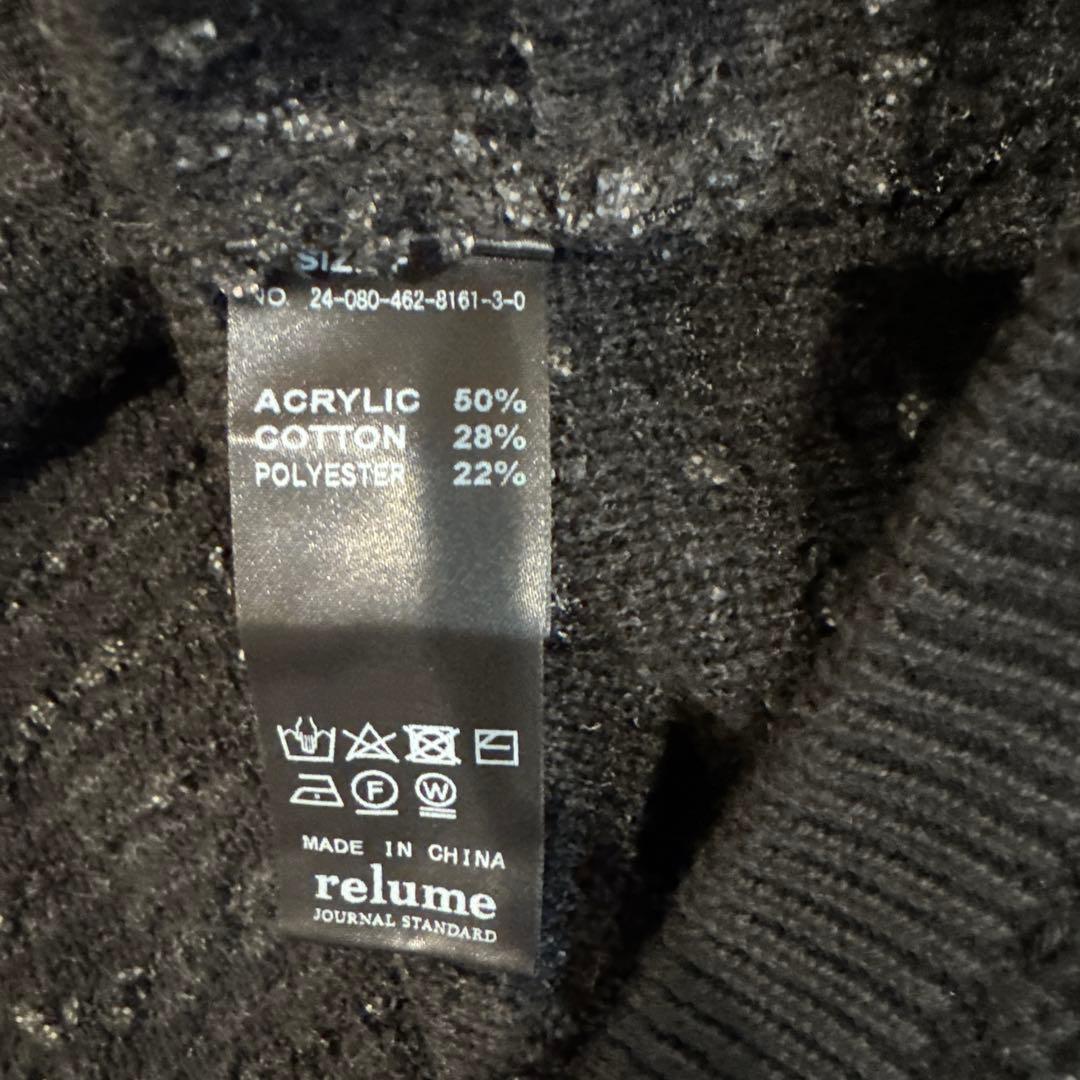 NO. 24-080-462-8161-3-0
ACRYLIC 50%
COTTON 28%
POLYESTER 22%
F W
MADE IN CHINA
relume
JOURNAL STANDARD